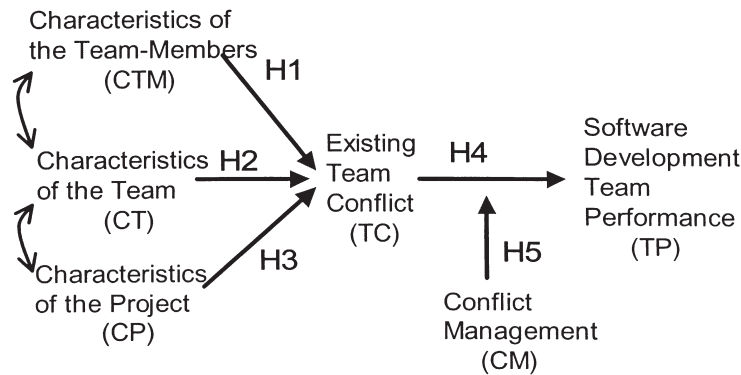 Characteristics of
the Team-Members
(CTM)
H1
Characteristics
of the Team
(CT)
H2
Characteristics
of the Project
(CP)
H3
Existing
Team
Conflict
(TC)
H4
Software
Development
Team
Performance
(TP)
H5
Conflict
Management
(CM)